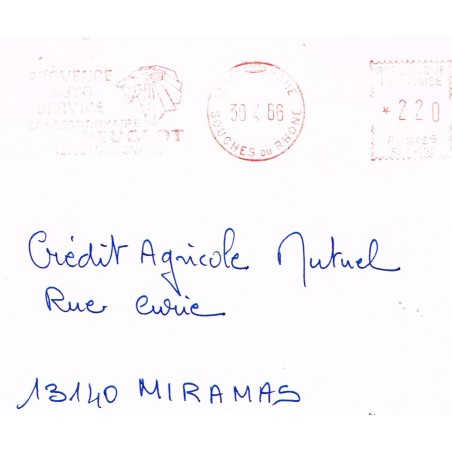 PROVENCE
AUTO
SERVICE
CONCESSIONNAIRE
PEUGEOT
30 4 86
BOUCHES DU RHONE
* 220
POSTES
Crédit Agricole Mutuel
Rue Curie
13140 MIRAMAS